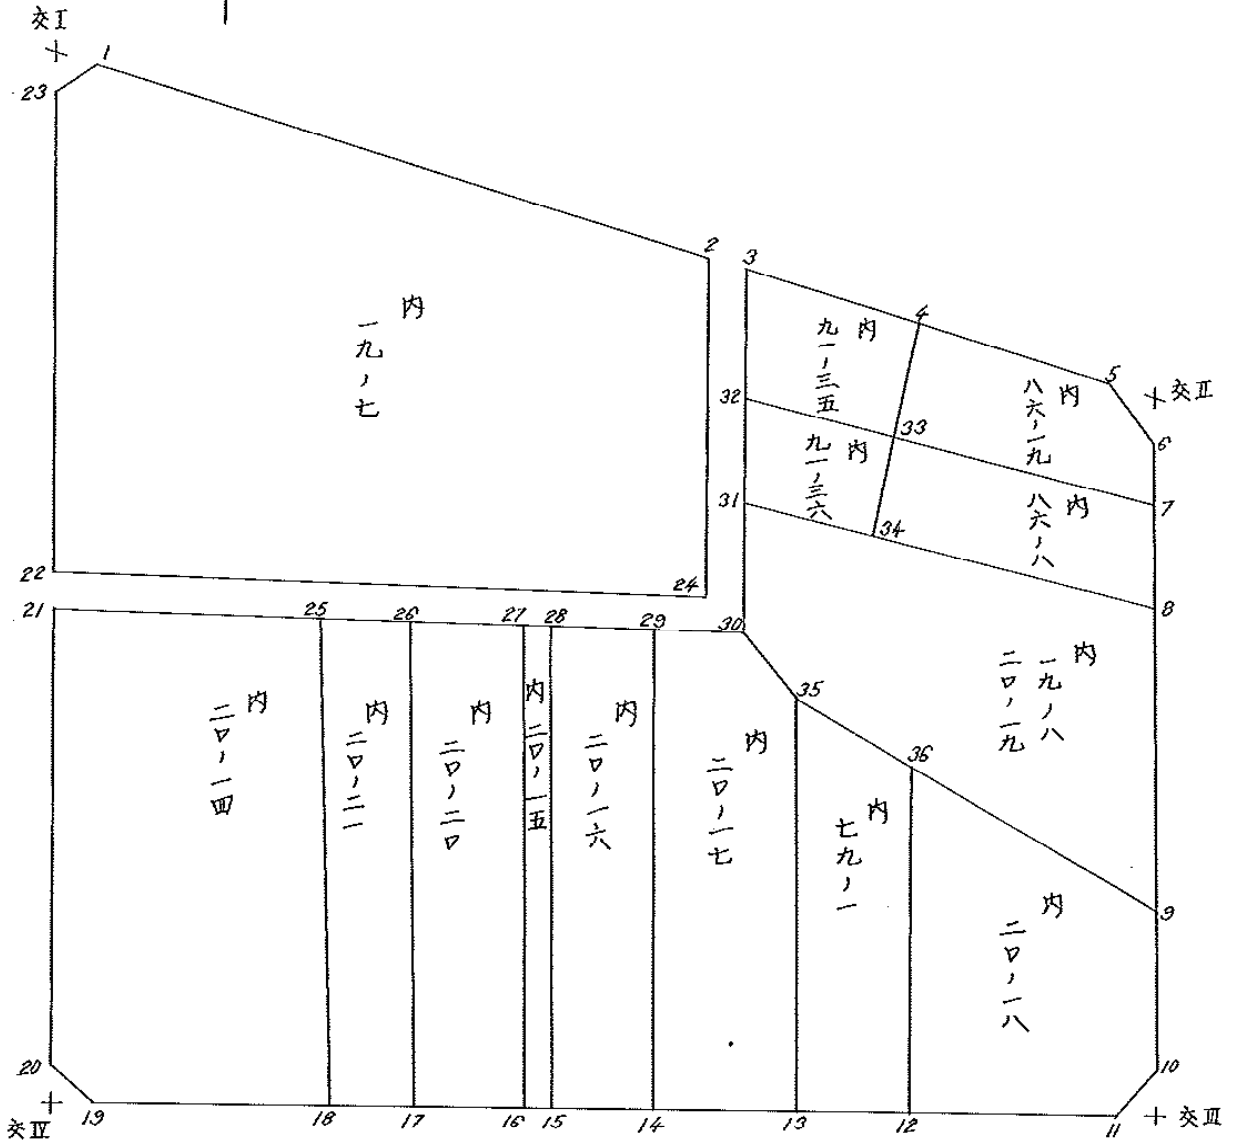 交I
1
23
2
3
内
一九ノ七
内
九一ノ三五
4
5
交II
内
八六ノ一九
32
33
6
内
九一ノ三六
7
31
34
内
八六ノ八
22
24
21
25
26
27
28
29
30
8
内
一九ノ八
二〇ノ一九
35
36
内
二〇ノ一四
内
二〇ノ二一
内
二〇ノ二〇
内
二〇ノ一五
内
二〇ノ一六
内
二〇ノ一七
内
七九ノ一
内
二〇ノ一八
9
20
10
交IV
19
18
17
16
15
14
13
12
11
交III